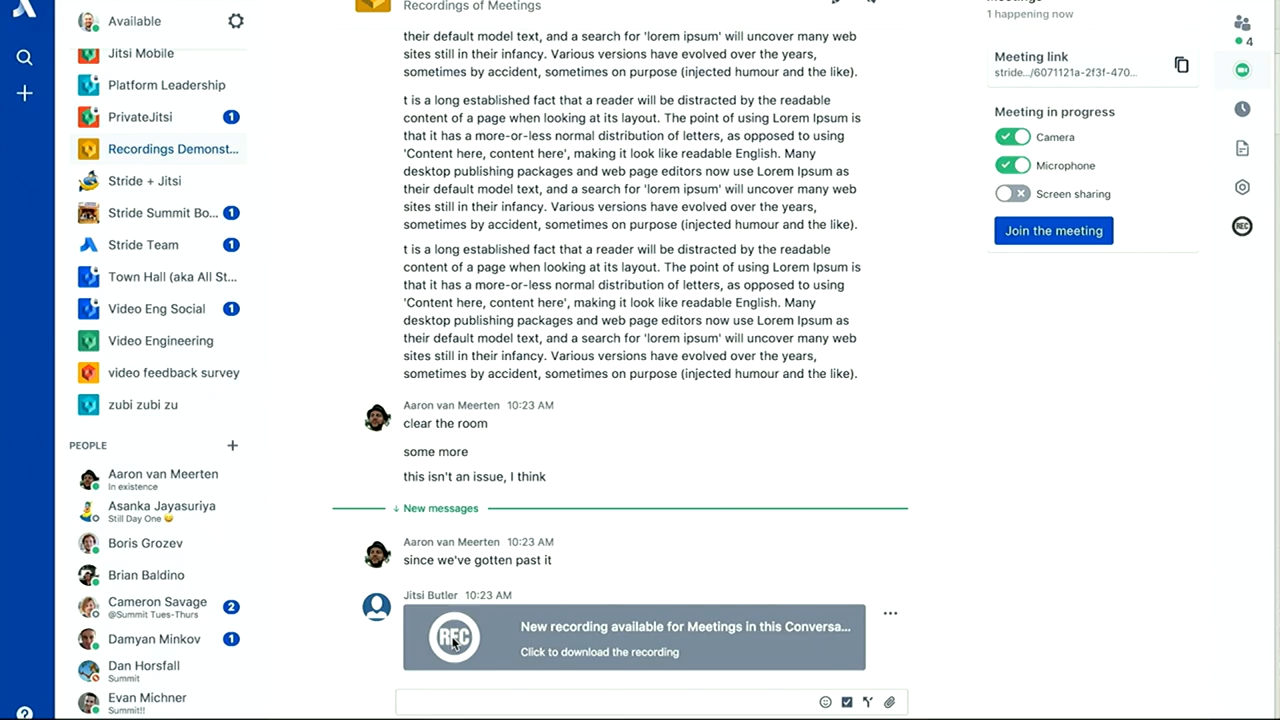 Available
Jitsi Mobile
Platform Leadership
PrivateJitsi 1
Recordings Demonst...
Stride + Jitsi
Stride Summit Bo... 1
Stride Team 1
Town Hall (aka All St...
Video Eng Social 1
Video Engineering
video feedback survey
zubi zubi zu
PEOPLE
Aaron van Meerten
In existence
Asanka Jayasuriya
Still Day One 😀
Boris Grozev
Brian Baldino
Cameron Savage 2
@Summit Tues-Thurs
Damyan Minkov 1
Dan Horsfall
Summit
Evan Michner
Summit!!
Recordings of Meetings
their default model text, and a search for 'lorem ipsum' will uncover many web
sites still in their infancy. Various versions have evolved over the years,
sometimes by accident, sometimes on purpose (injected humour and the like).
t is a long established fact that a reader will be distracted by the readable
content of a page when looking at its layout. The point of using Lorem Ipsum is
that it has a more-or-less normal distribution of letters, as opposed to using
'Content here, content here', making it look like readable English. Many
desktop publishing packages and web page editors now use Lorem Ipsum as
their default model text, and a search for 'lorem ipsum' will uncover many web
sites still in their infancy. Various versions have evolved over the years,
sometimes by accident, sometimes on purpose (injected humour and the like).
t is a long established fact that a reader will be distracted by the readable
content of a page when looking at its layout. The point of using Lorem Ipsum is
that it has a more-or-less normal distribution of letters, as opposed to using
'Content here, content here', making it look like readable English. Many
desktop publishing packages and web page editors now use Lorem Ipsum as
their default model text, and a search for 'lorem ipsum' will uncover many web
sites still in their infancy. Various versions have evolved over the years,
sometimes by accident, sometimes on purpose (injected humour and the like).
Aaron van Meerten 10:23 AM
clear the room
some more
this isn't an issue, I think
↓ New messages
Aaron van Meerten 10:23 AM
since we've gotten past it
Jitsi Butler 10:23 AM
REC
New recording available for Meetings in this Conversa...
Click to download the recording
1 happening now
Meeting link
stride.../6071121a-2f3f-470...
Meeting in progress
Camera
Microphone
Screen sharing
Join the meeting
4
REC